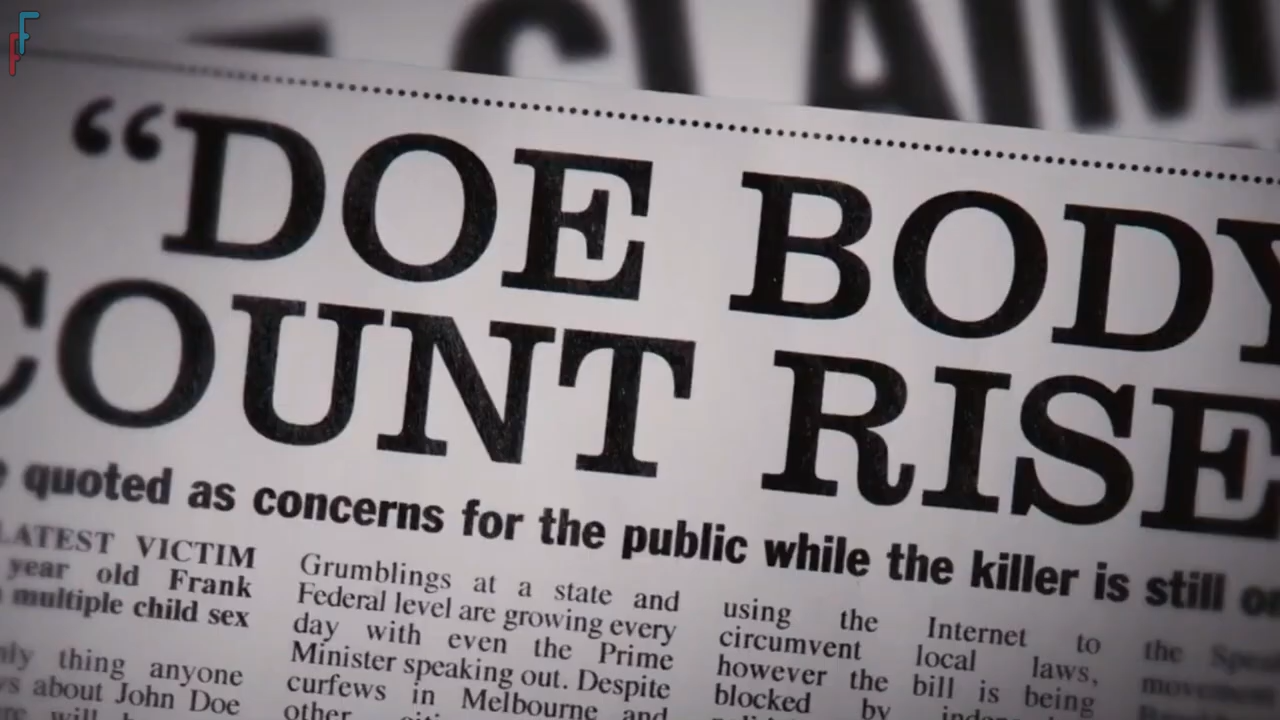 CLAIM
“DOE BODY
COUNT RISE
quoted as concerns for the public while the killer is still
LATEST VICTIM
year old Frank
multiple child sex
thing anyone
about John Doe
will
Grumblings at a state and
Federal level are growing every
day with even the Prime
Minister speaking out. Despite
curfews in Melbourne and
other
using the Internet to
circumvent local laws,
however the bill is being
blocked by
the